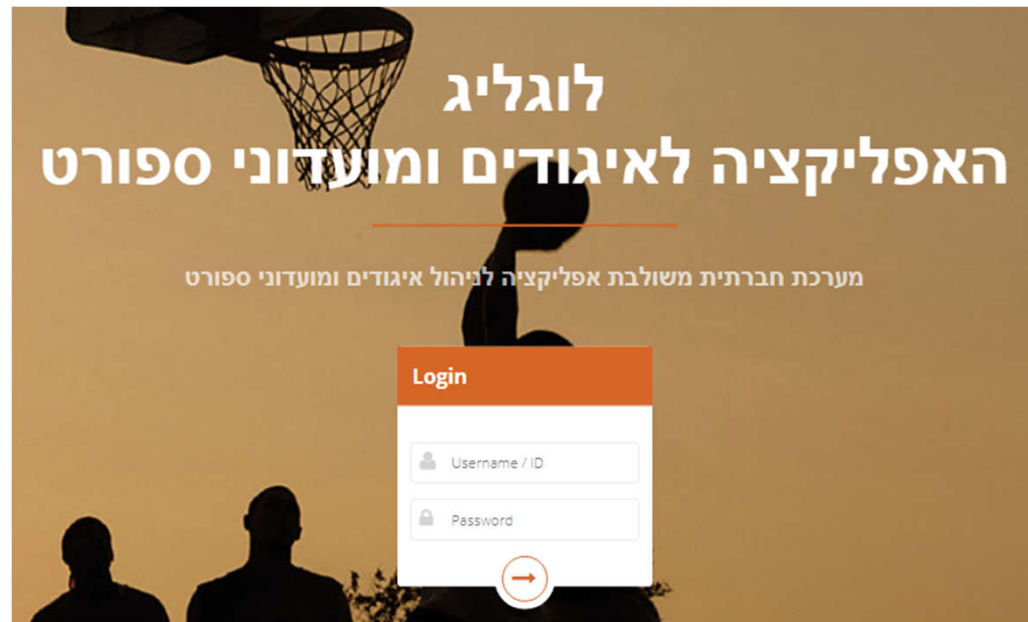 לוגליג
האפליקציה לאיגודים ומועדוני ספורט
מערכת חברתית משולבת אפליקציה לניהול איגודים ומועדוני ספורט
Login
Username / ID
Password